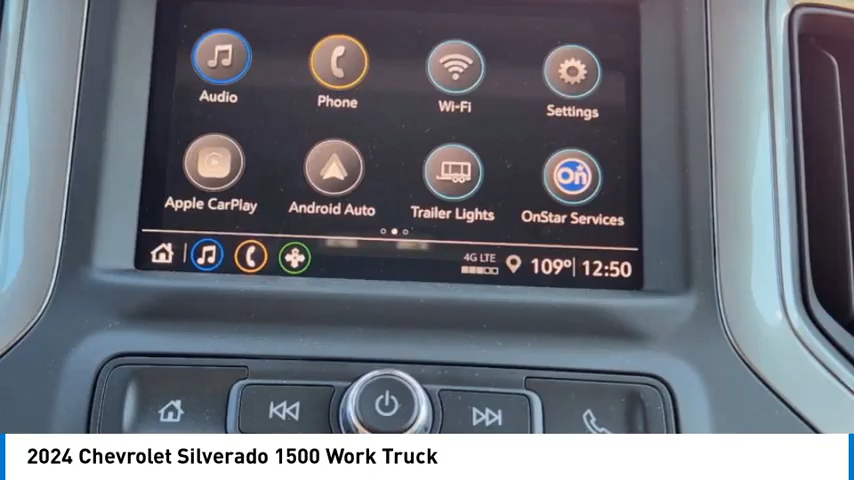 Audio Phone Wi-Fi Settings
Apple CarPlay Android Auto Trailer Lights OnStar Services
On
4G LTE
109° 12:50
2024 Chevrolet Silverado 1500 Work Truck